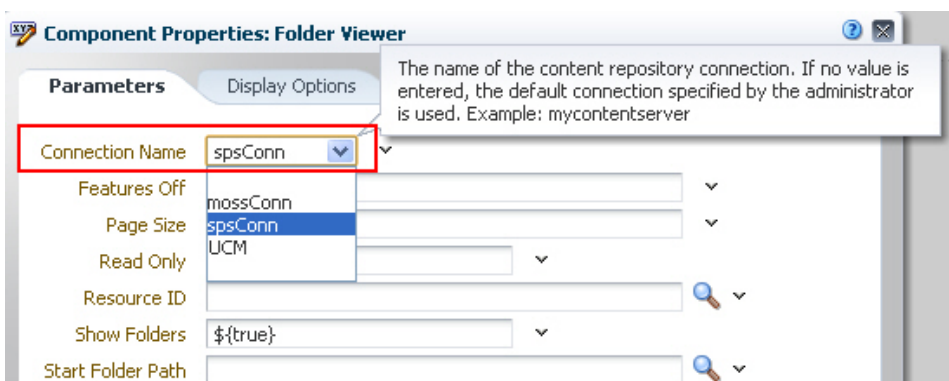 Component Properties: Folder Viewer
The name of the content repository connection. If no value is
entered, the default connection specified by the administrator
is used. Example: mycontentserver
Parameters
Display Options
Connection Name spsConn
mossConn
spsConn
UCM
Features Off
Page Size
Read Only
Resource ID
Show Folders ${true}
Start Folder Path